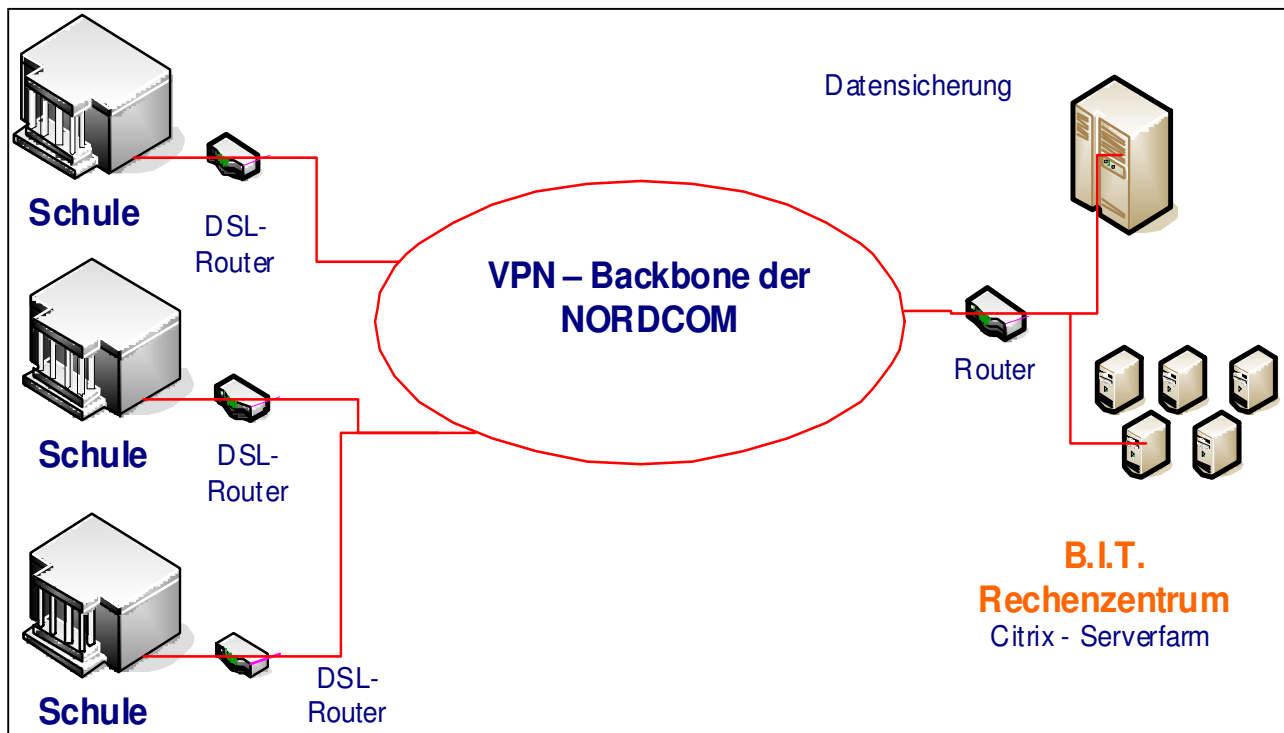 Schule
DSL-
Router
Schule
DSL-
Router
Schule
DSL-
Router
VPN – Backbone der
NORDCOM
Datensicherung
Router
B.I.T.
Rechenzentrum
Citrix - Serverfarm